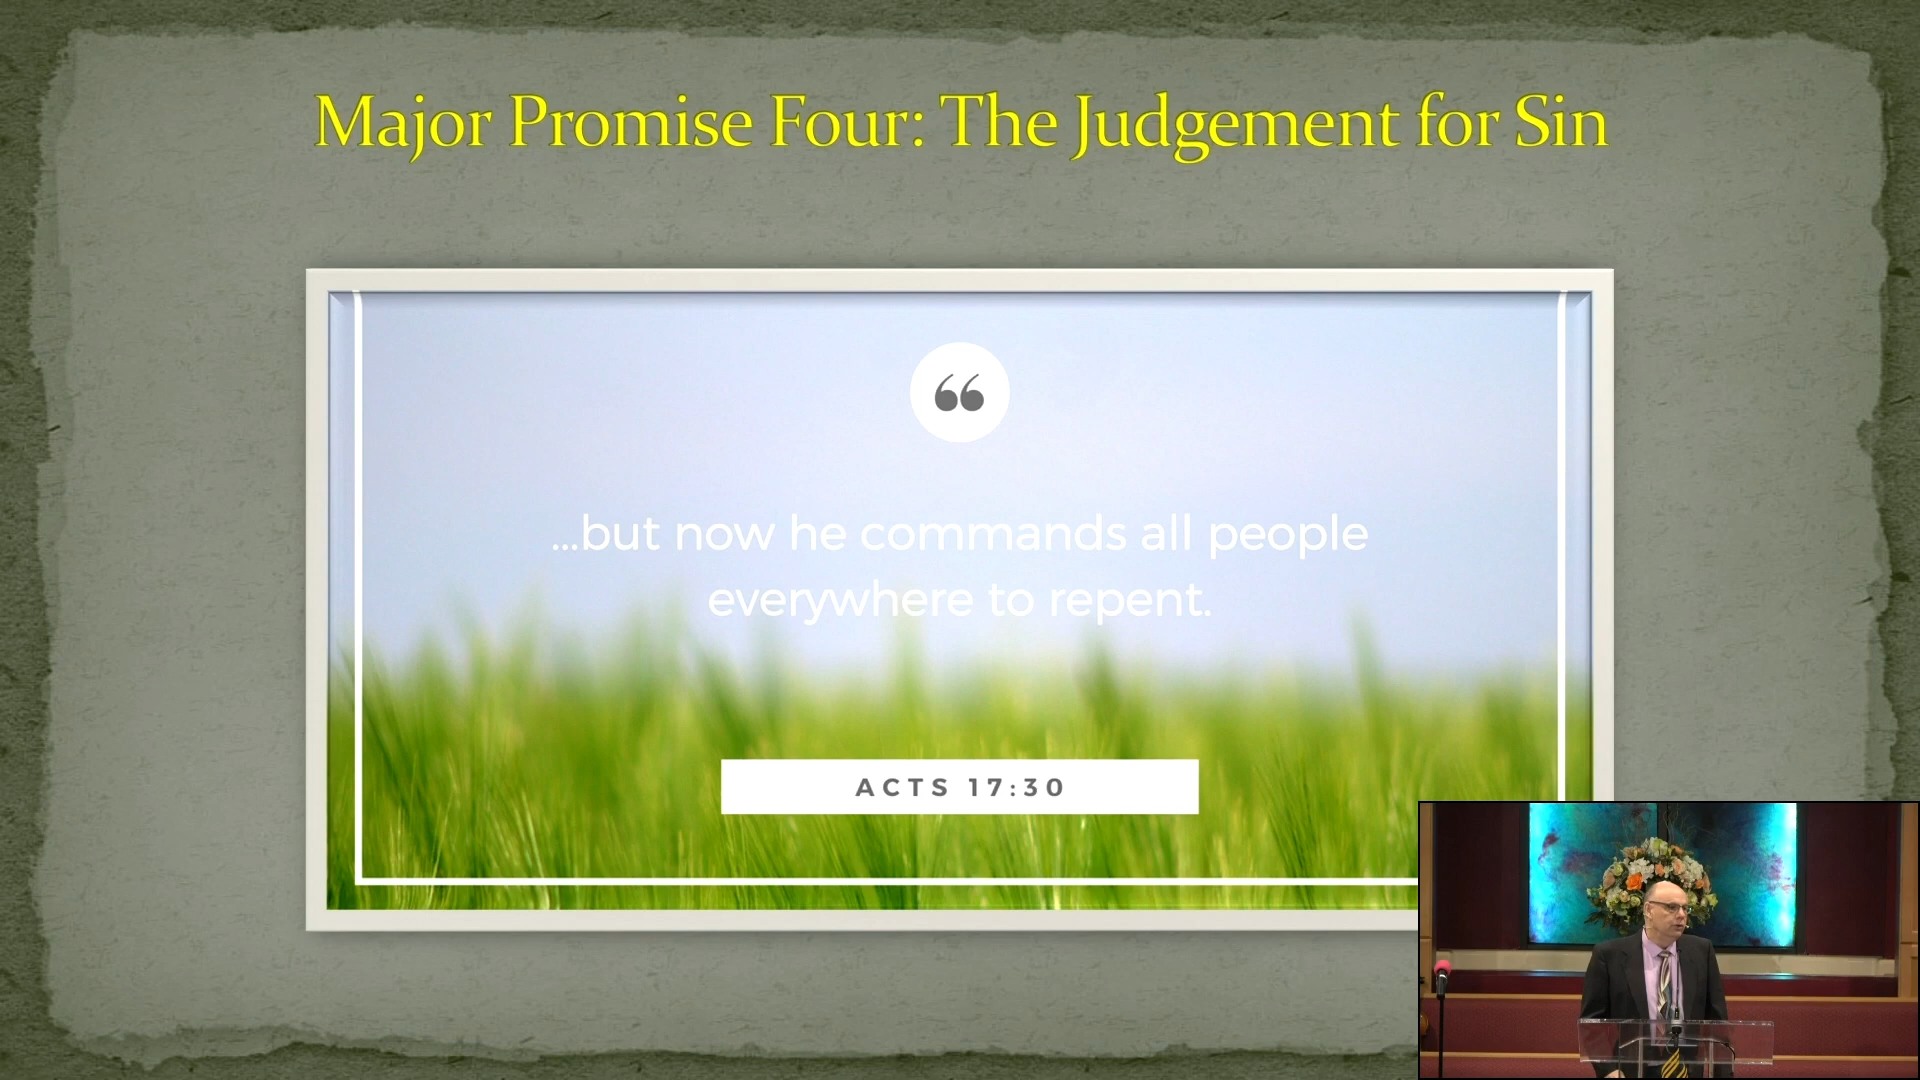 Major Promise Four: The Judgement for Sin
“
...but now he commands all people
everywhere to repent.
ACTS 17:30